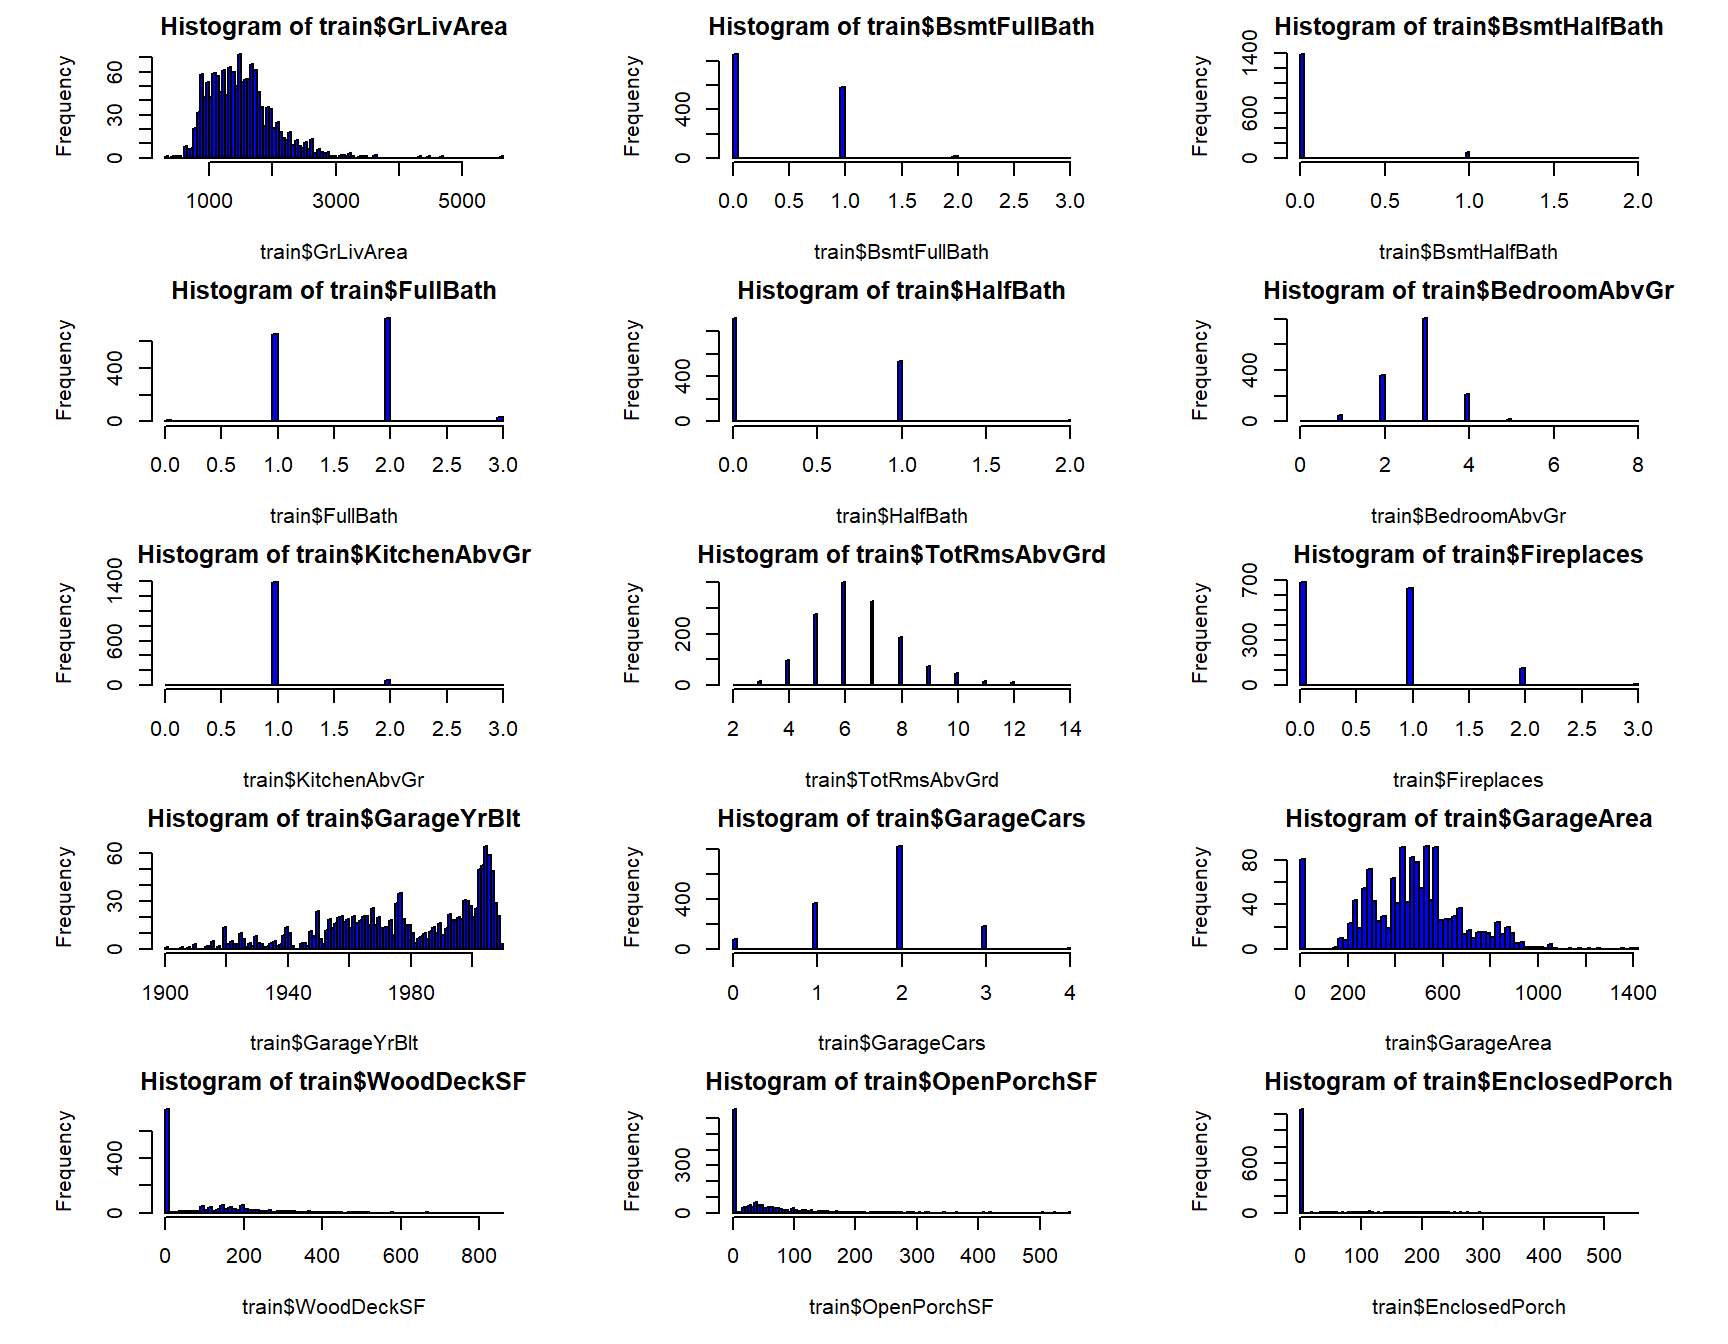 Histogram of train$GrLivArea
Frequency
0 30 60
1000 3000 5000
train$GrLivArea
Histogram of train$BsmtFullBath
Frequency
0 400
0.0 0.5 1.0 1.5 2.0 2.5 3.0
train$BsmtFullBath
Histogram of train$BsmtHalfBath
Frequency
0 600 1400
0.0 0.5 1.0 1.5 2.0
train$BsmtHalfBath
Histogram of train$FullBath
Frequency
0 400
0.0 0.5 1.0 1.5 2.0 2.5 3.0
train$FullBath
Histogram of train$HalfBath
Frequency
0 400
0.0 0.5 1.0 1.5 2.0
train$HalfBath
Histogram of train$BedroomAbvGr
Frequency
0 400
0 2 4 6 8
train$BedroomAbvGr
Histogram of train$KitchenAbvGr
Frequency
0 600 1400
0.0 0.5 1.0 1.5 2.0 2.5 3.0
train$KitchenAbvGr
Histogram of train$TotRmsAbvGrd
Frequency
0 200
2 4 6 8 10 12 14
train$TotRmsAbvGrd
Histogram of train$Fireplaces
Frequency
0 300 700
0.0 0.5 1.0 1.5 2.0 2.5 3.0
train$Fireplaces
Histogram of train$GarageYrBlt
Frequency
0 30 60
1900 1940 1980
train$GarageYrBlt
Histogram of train$GarageCars
Frequency
0 400
0 1 2 3 4
train$GarageCars
Histogram of train$GarageArea
Frequency
0 40 80
0 200 600 1000 1400
train$GarageArea
Histogram of train$WoodDeckSF
Frequency
0 400
0 200 400 600 800
train$WoodDeckSF
Histogram of train$OpenPorchSF
Frequency
0 300
0 100 200 300 400 500
train$OpenPorchSF
Histogram of train$EnclosedPorch
Frequency
0 600
0 100 200 300 400 500
train$EnclosedPorch